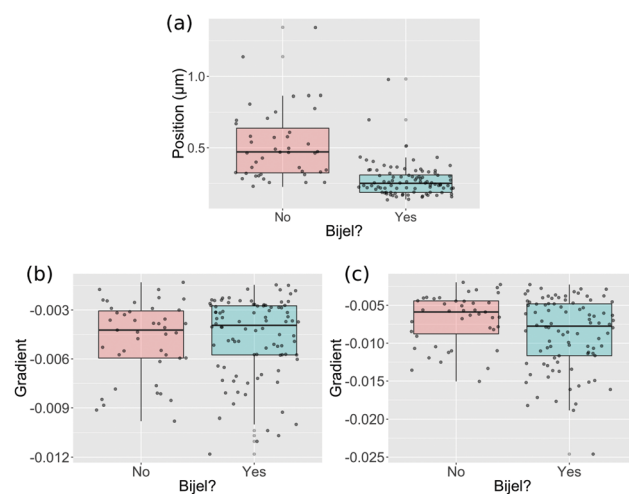 (a)
Position (µm)
1.0
0.5
No
Yes
Bijel?
(b)
Gradient
-0.003
-0.006
-0.009
-0.012
No
Yes
Bijel?
(c)
Gradient
-0.005
-0.010
-0.015
-0.020
-0.025
No
Yes
Bijel?